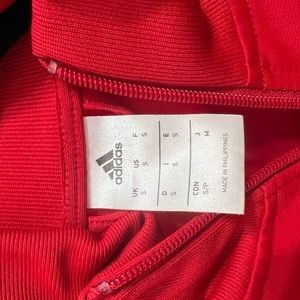 adidas
UK US F
S S S
D I E
S S S
CDN J
S/P M
MADE IN PHILIPPINES